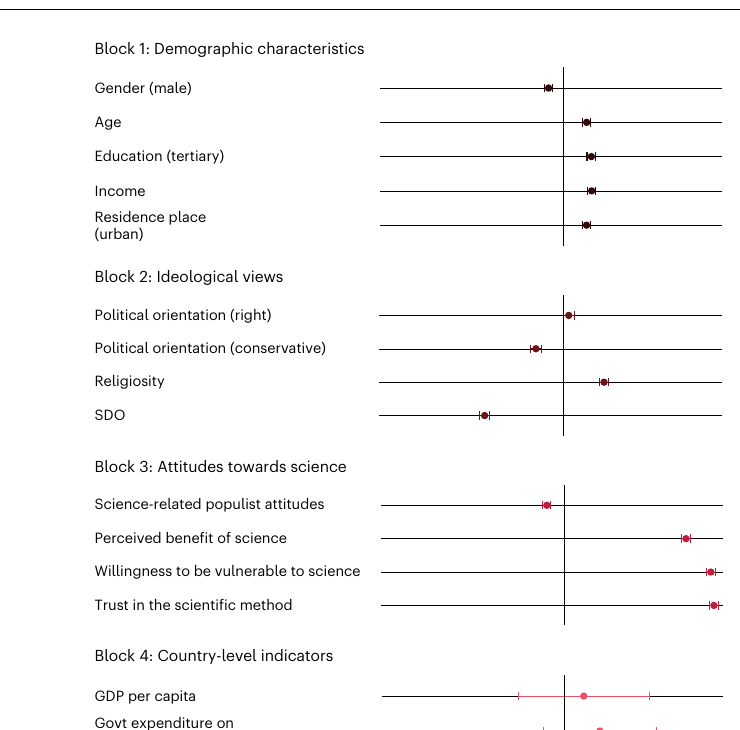 Block 1: Demographic characteristics
Gender (male)
Age
Education (tertiary)
Income
Residence place
(urban)
Block 2: Ideological views
Political orientation (right)
Political orientation (conservative)
Religiosity
SDO
Block 3: Attitudes towards science
Science-related populist attitudes
Perceived benefit of science
Willingness to be vulnerable to science
Trust in the scientific method
Block 4: Country-level indicators
GDP per capita
Govt expenditure on